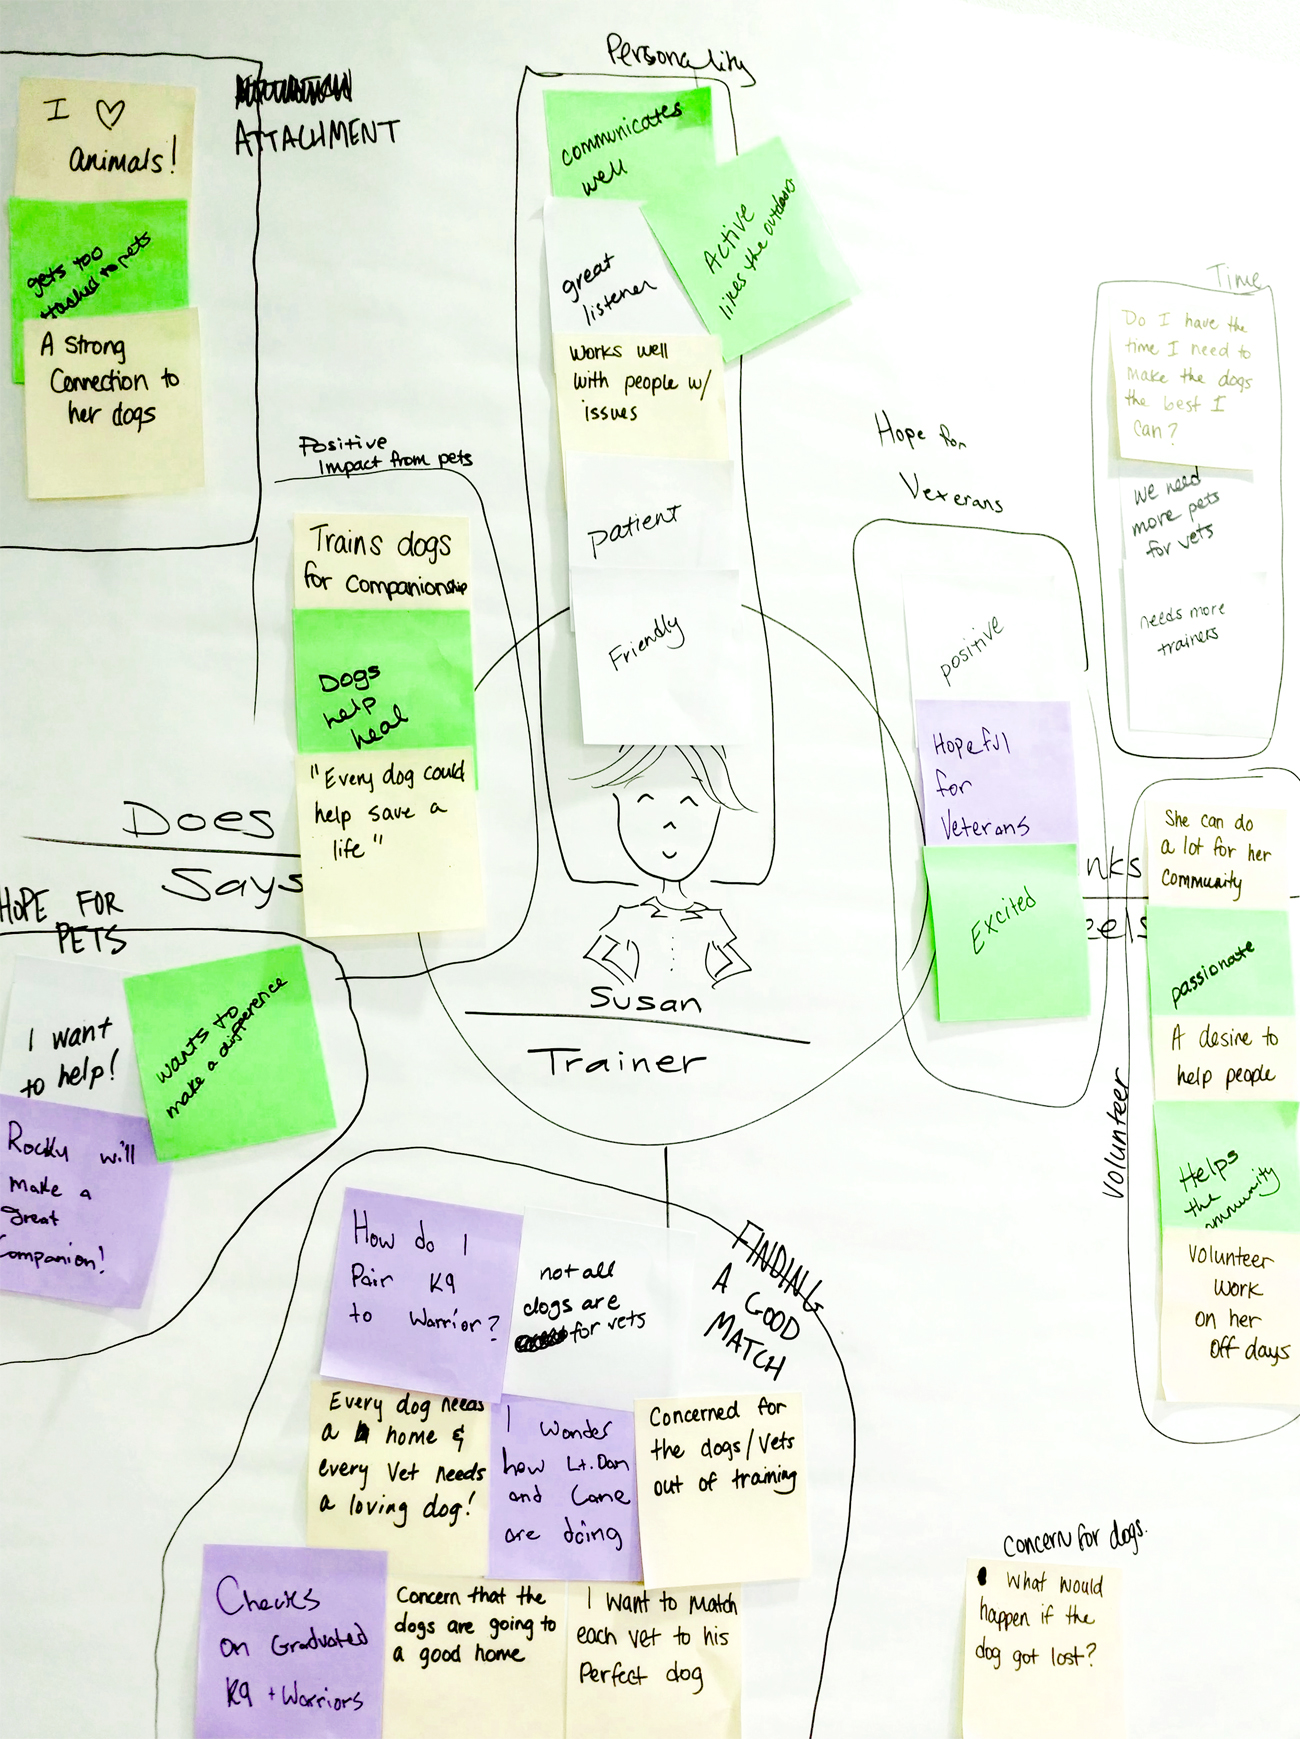 ATTACHMENT
I ♡
Animals!
gets too
ttached to pets
A Strong
Connection to
her dogs
Personality
communicates
well
Active
likes the outdoors
great
listener
Works well
with people w/
issues
patient
Friendly
Positive
Impact from pets
Trains dogs
for Companionship
Dogs
help
heal
"Every dog could
help save a
life"
Hope for
Vexerans
positive
Hopeful
for
Veterans
Excited
Time
Do I have the
time I need to
make the dogs
the best I
can?
We need
more pets
for vets
needs more
trainers
Does
Says
nks
eels
Susan
Trainer
HOPE FOR
PETS
I want
to help!
wants to
make a difference
Rocky will
make a
great
Companion!
Volunteer
She can do
a lot for her
community
passionate
A desire to
help people
Helps
the
ommunity
Volunteer
work
on her
off days
FINDING
A GOOD
MATCH
How do I
Pair K9
to Warrior?
not all
dogs are
for vets
Every dog needs
a home &
every Vet needs
a loving dog!
I wonder
how Lt. Dan
and Cane
are doing
Concerned for
the dogs/vets
out of training
Checks
on Graduated
K9 + Warriors
Concern that the
dogs are going to
a good home
I want to match
each vet to his
Perfect dog
Concern for dogs.
What would
happen if the
dog got lost?